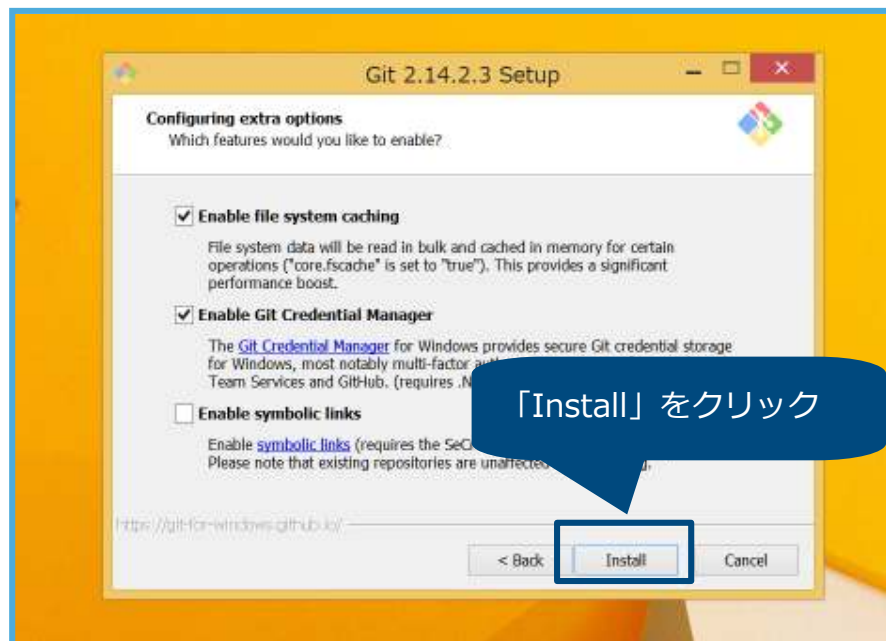 Git 2.14.2.3 Setup
Configuring extra options
Which features would you like to enable?
Enable file system caching
File system data will be read in bulk and cached in memory for certain
operations ("core.fscache" is set to "true"). This provides a significant
performance boost.
Enable Git Credential Manager
The Git Credential Manager for Windows provides secure Git credential storage
for Windows, most notably multi-factor
Team Services and GitHub. (requires
「Install」をクリック
Enable symbolic links
Enable symbolic links (requires the
Please note that existing repositories are unaffected
https://git-for-windows.github.io/
< Back
Install
Cancel